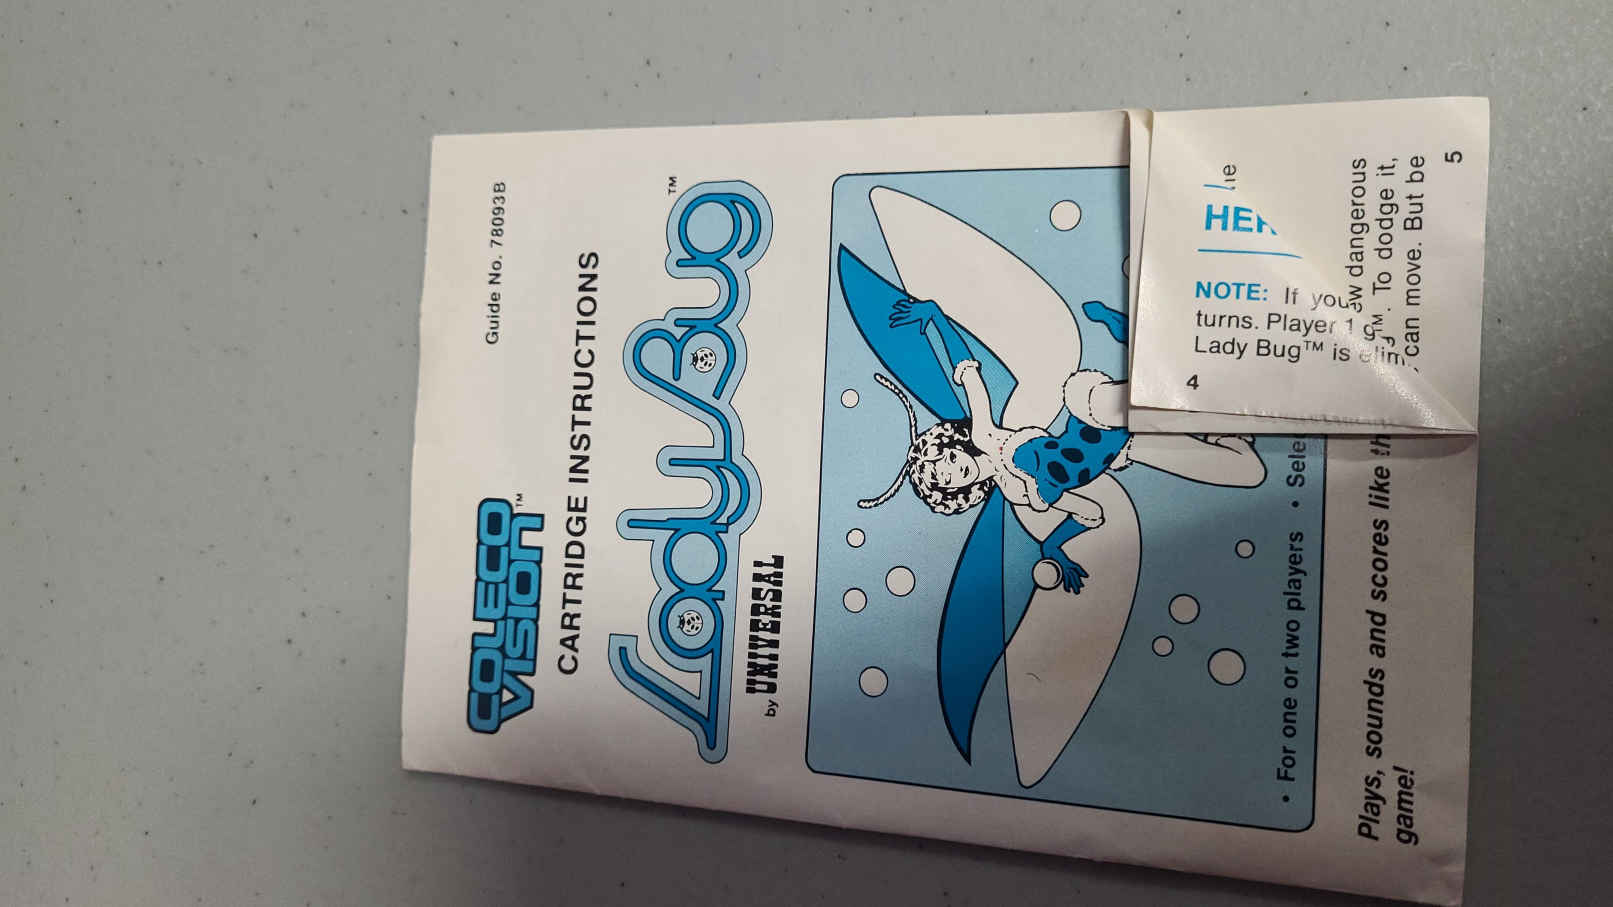 Guide No. 78093B
COLECO
VISION™
CARTRIDGE INSTRUCTIONS
Lady Bug™
by UNIVERSAL
• For one or two players •
Plays, sounds and scores like
game!
NOTE: If you
turns. Player 1
Lady Bug™ is
4
dangerous
. To dodge it,
can move. But be
5